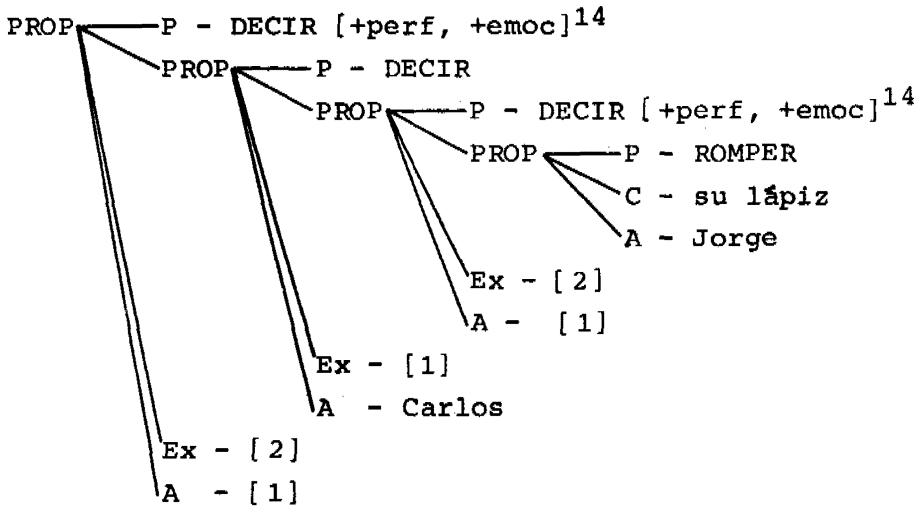 PROP P - DECIR [+perf, +emoc]14
PROP P - DECIR
PROP P - DECIR [+perf, +emoc]14
PROP P - ROMPER
C - su lápiz
A - Jorge
Ex - [2]
A - [1]
Ex - [1]
A - Carlos
Ex - [2]
A - [1]